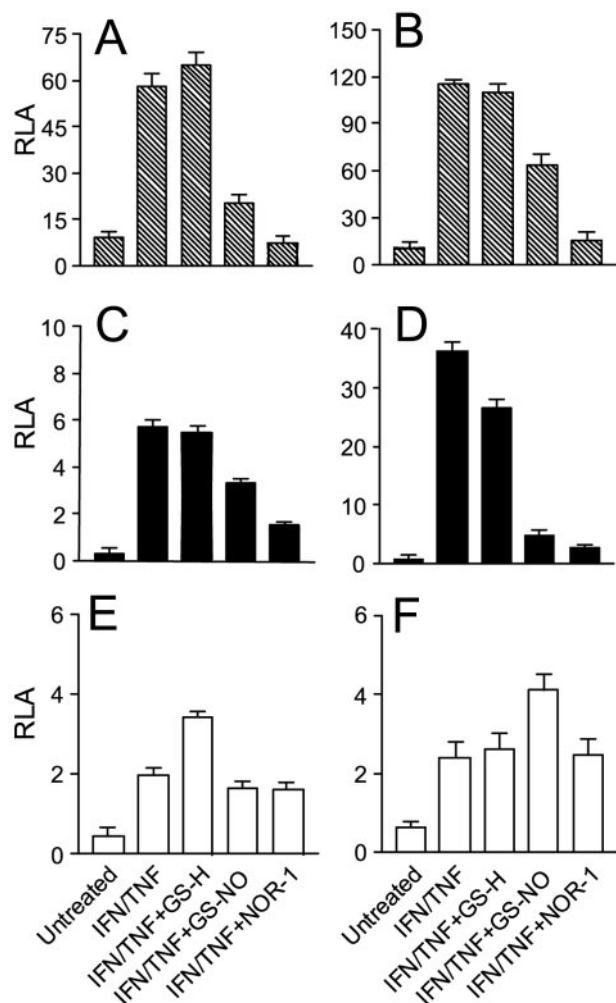 A
B
RLA
75
60
45
30
15
0
150
120
90
60
30
0
C
D
RLA
10
8
6
4
2
0
40
30
20
10
0
E
F
RLA
6
4
2
0
6
4
2
0
Untreated
IFN/TNF
IFN/TNF+GS-H
IFN/TNF+GS-NO
IFN/TNF+NOR-1
Untreated
IFN/TNF
IFN/TNF+GS-H
IFN/TNF+GS-NO
IFN/TNF+NOR-1